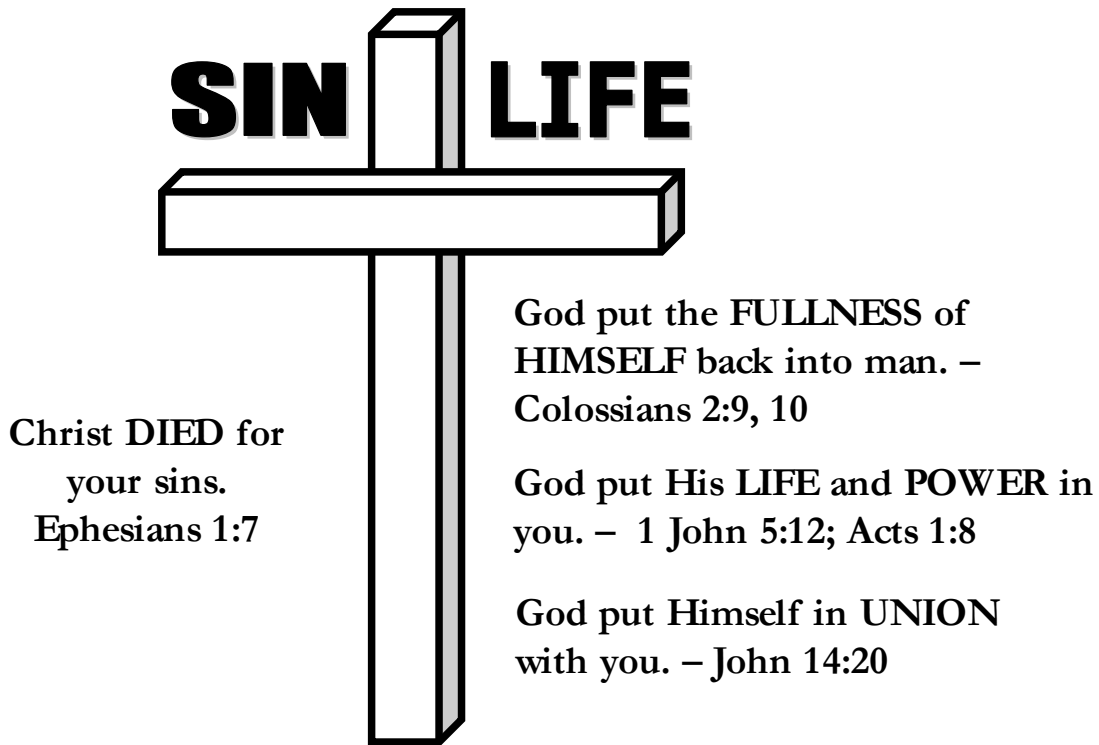 SIN LIFE
Christ DIED for
your sins.
Ephesians 1:7
God put the FULLNESS of
HIMSELF back into man. –
Colossians 2:9, 10
God put His LIFE and POWER in
you. – 1 John 5:12; Acts 1:8
God put Himself in UNION
with you. – John 14:20